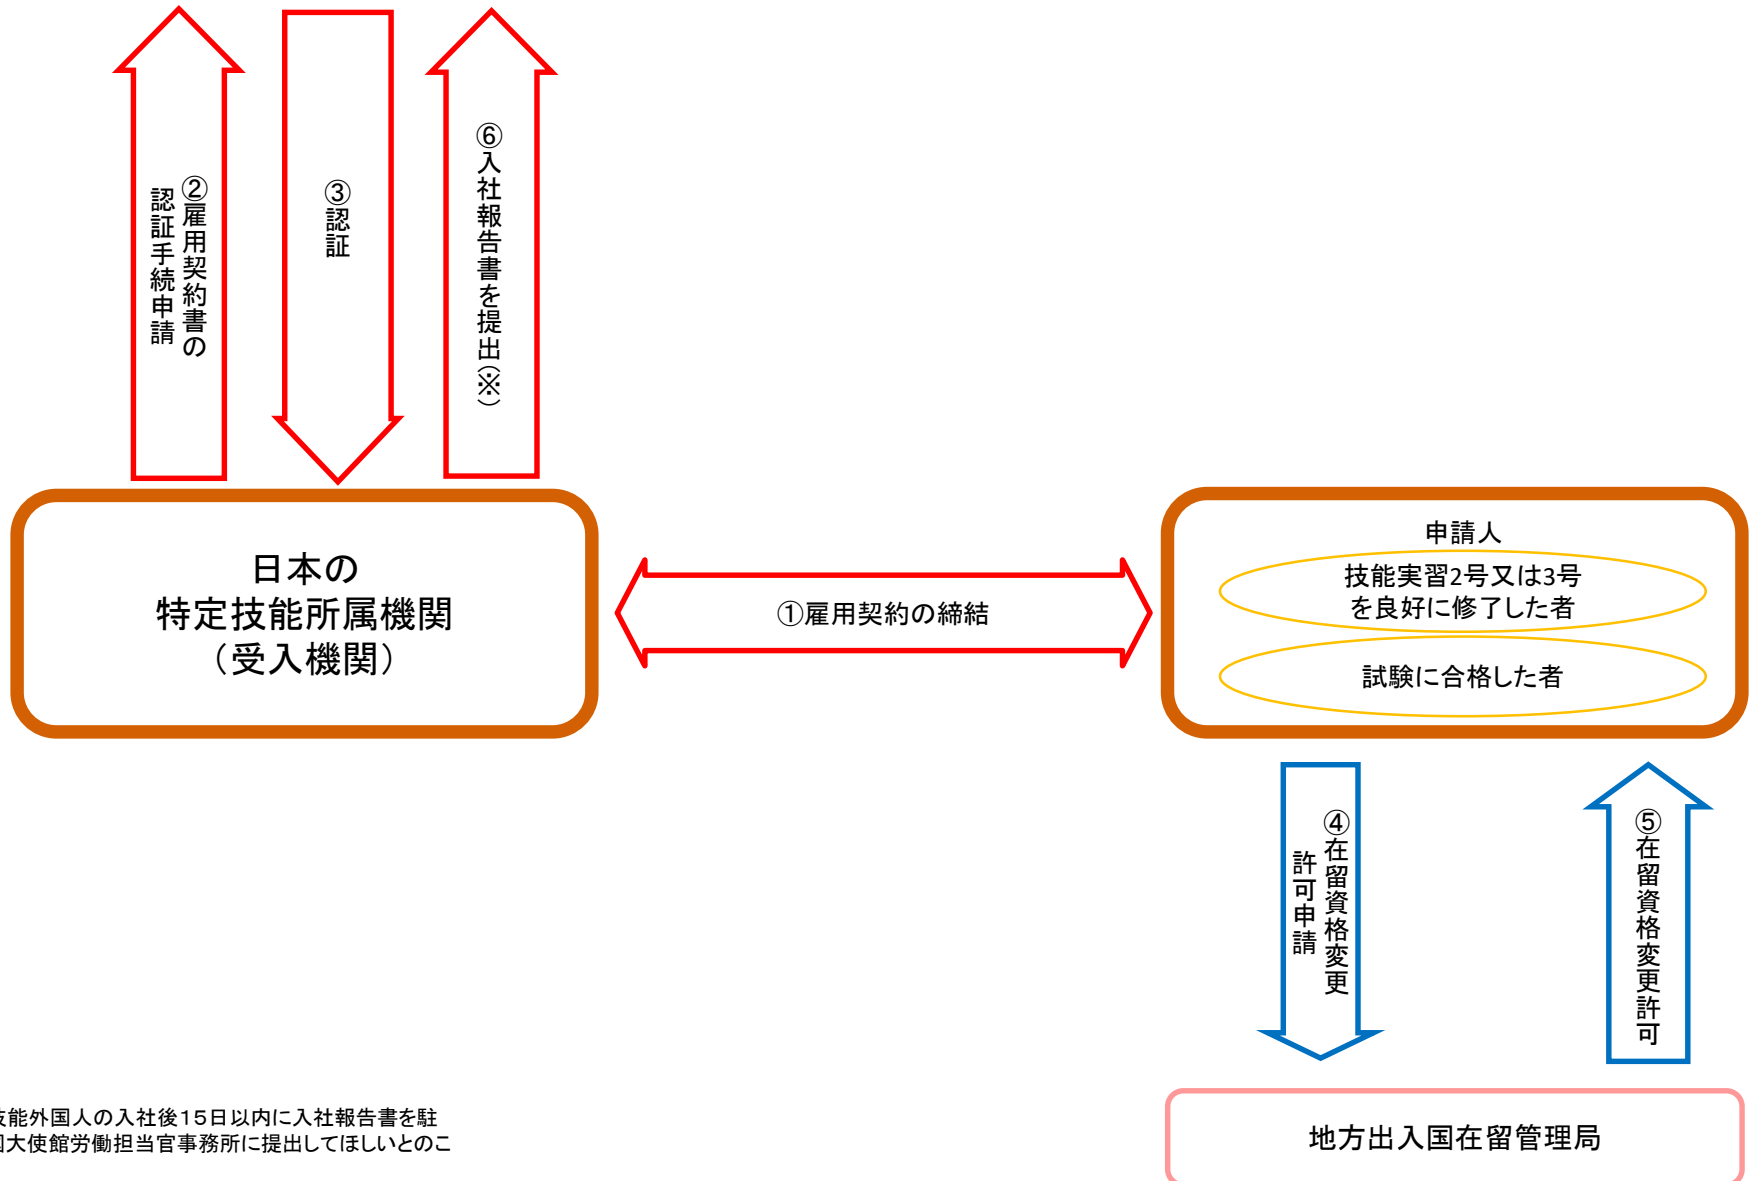 ②雇用契約書の
認証手続申請
③認証
⑥入社報告書を提出(※)
日本の
特定技能所属機関
（受入機関）
①雇用契約の締結
申請人
技能実習2号又は3号
を良好に修了した者
試験に合格した者
④在留資格変更
許可申請
⑤在留資格変更許可
技能外国人の入社後15日以内に入社報告書を駐
国大使館労働担当官事務所に提出してほしいとのこ
地方出入国在留管理局